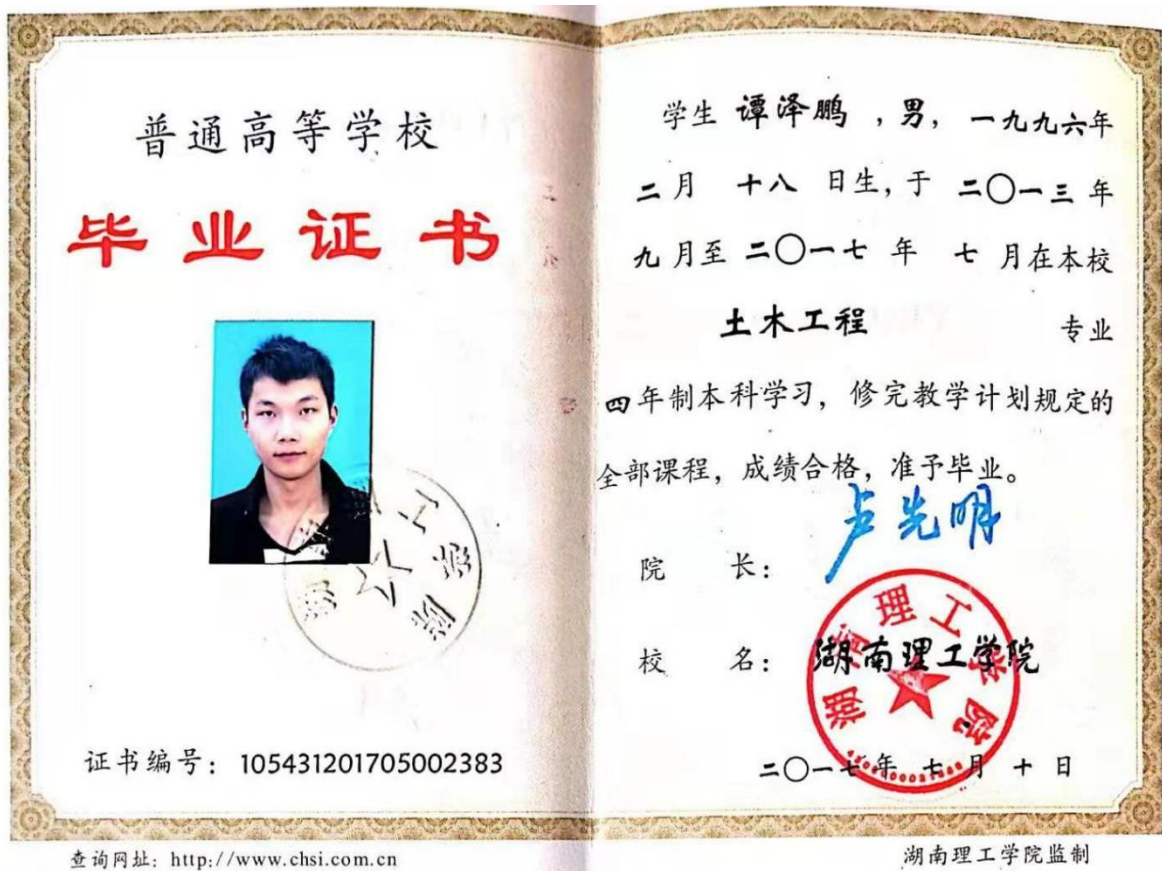 普通高等学校
毕业证书
证书编号：105431201705002383
查询网址：http://www.chsi.com.cn
学生 谭泽鹏 ，男，一九九六年
二月 十八 日生，于 二〇一三 年
九月至 二〇一七 年 七 月在本校
土木工程 专业
四年制本科学习，修完教学计划规定的
全部课程，成绩合格，准予毕业。
院 长： 卢先明
校 名： 湖南理工学院
湖南理工学院
二〇一七年 七月 十 日
湖南理工学院监制